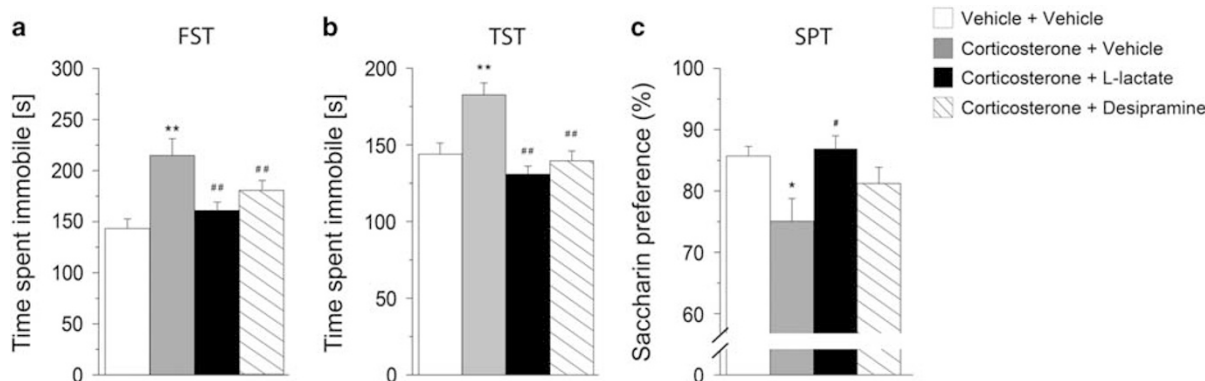 a
FST
Time spent immobile [s]
300
250
200
150
100
50
0
**
##
##
b
TST
Time spent immobile [s]
200
150
100
50
0
**
##
##
c
SPT
Saccharin preference (%)
100
90
80
70
60
0
*
#
Vehicle + Vehicle
Corticosterone + Vehicle
Corticosterone + L-lactate
Corticosterone + Desipramine